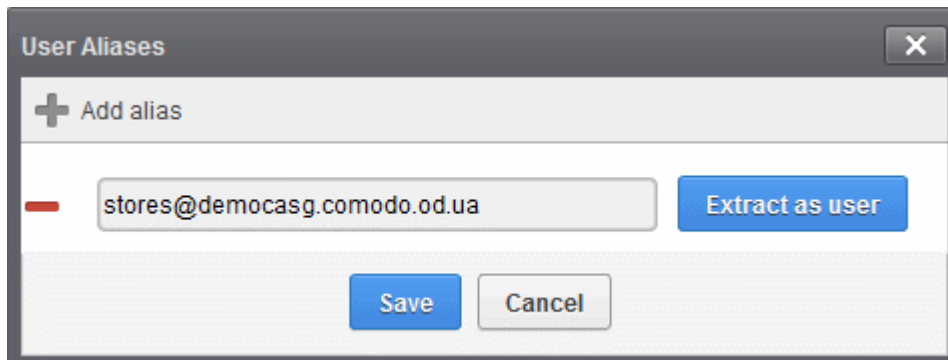 User Aliases
Add alias
stores@democasg.comodo.od.ua Extract as user
Save Cancel